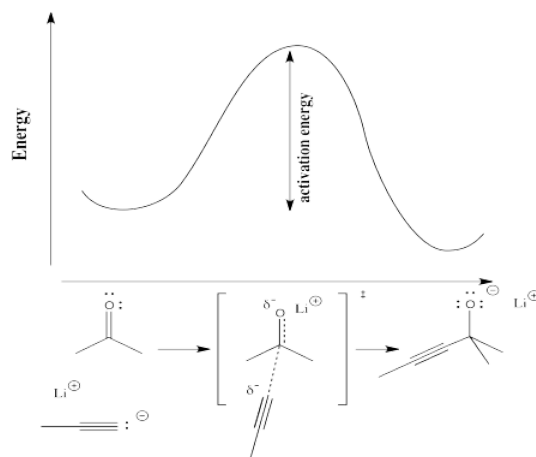 Energy
activation energy
O
δ⁻ O Li⊕ ‡
O ⊖ Li⊕
δ⁻
Li⊕
⊖